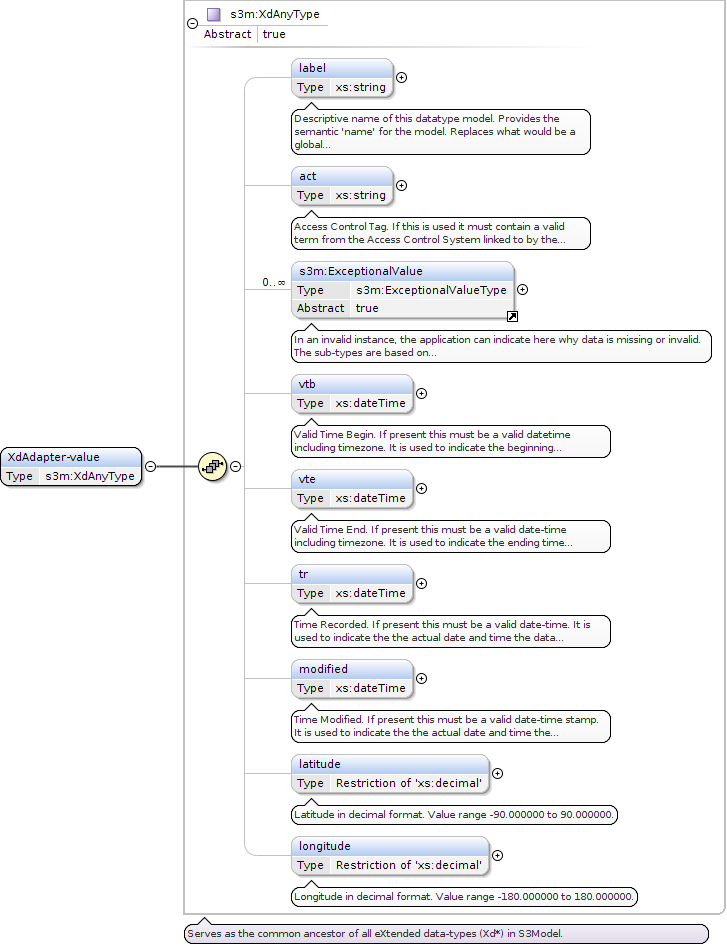 s3m:XdAnyType
Abstract true
label
Type xs:string
Descriptive name of this datatype model. Provides the
semantic 'name' for the model. Replaces what would be a
global...
act
Type xs:string
Access Control Tag. If this is used it must contain a valid
term from the Access Control System linked to by the...
0..∞
s3m:ExceptionalValue
Type s3m:ExceptionalValueType
Abstract true
In an invalid instance, the application can indicate here why data is missing or invalid.
The sub-types are based on...
vtb
Type xs:dateTime
Valid Time Begin. If present this must be a valid datetime
including timezone. It is used to indicate the beginning...
XdAdapter-value
Type s3m:XdAnyType
vte
Type xs:dateTime
Valid Time End. If present this must be a valid date-time
including timezone. It is used to indicate the ending time...
tr
Type xs:dateTime
Time Recorded. If present this must be a valid date-time. It is
used to indicate the the actual date and time the data...
modified
Type xs:dateTime
Time Modified. If present this must be a valid date-time stamp.
It is used to indicate the the actual date and time the...
latitude
Type Restriction of 'xs:decimal'
Latitude in decimal format. Value range -90.000000 to 90.000000.
longitude
Type Restriction of 'xs:decimal'
Longitude in decimal format. Value range -180.000000 to 180.000000.
Serves as the common ancestor of all eXtended data-types (Xd*) in S3Model.